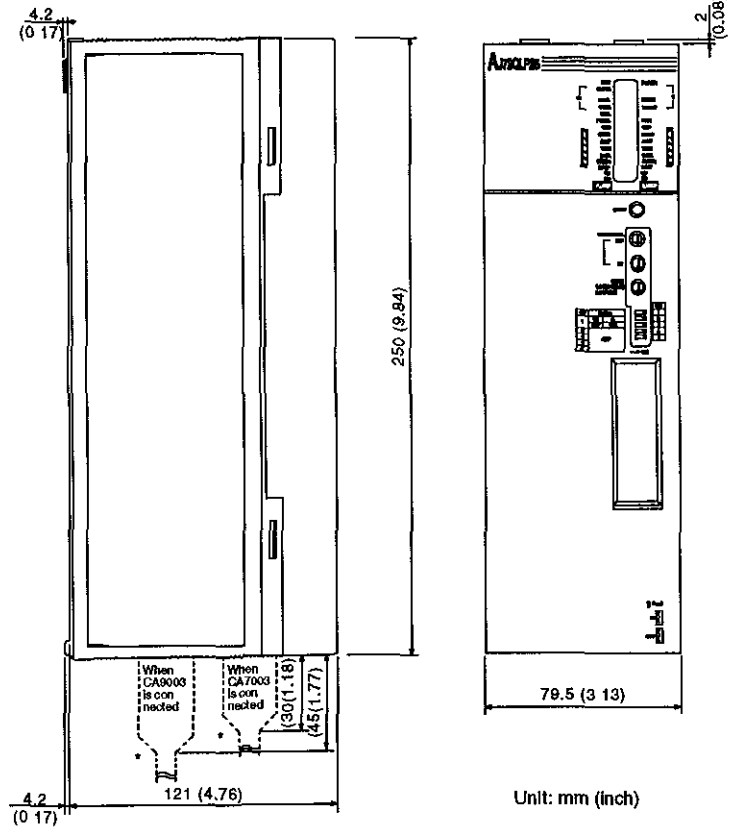 4.2
(0 17)
2
(0.08
250 (9.84)
When
CA9003
is con
nected
When
CA7003
is con
nected
(30(1.18)
(45(1.77)
*
*
4.2
(0 17)
121 (4.76)
79.5 (3 13)
Unit: mm (inch)